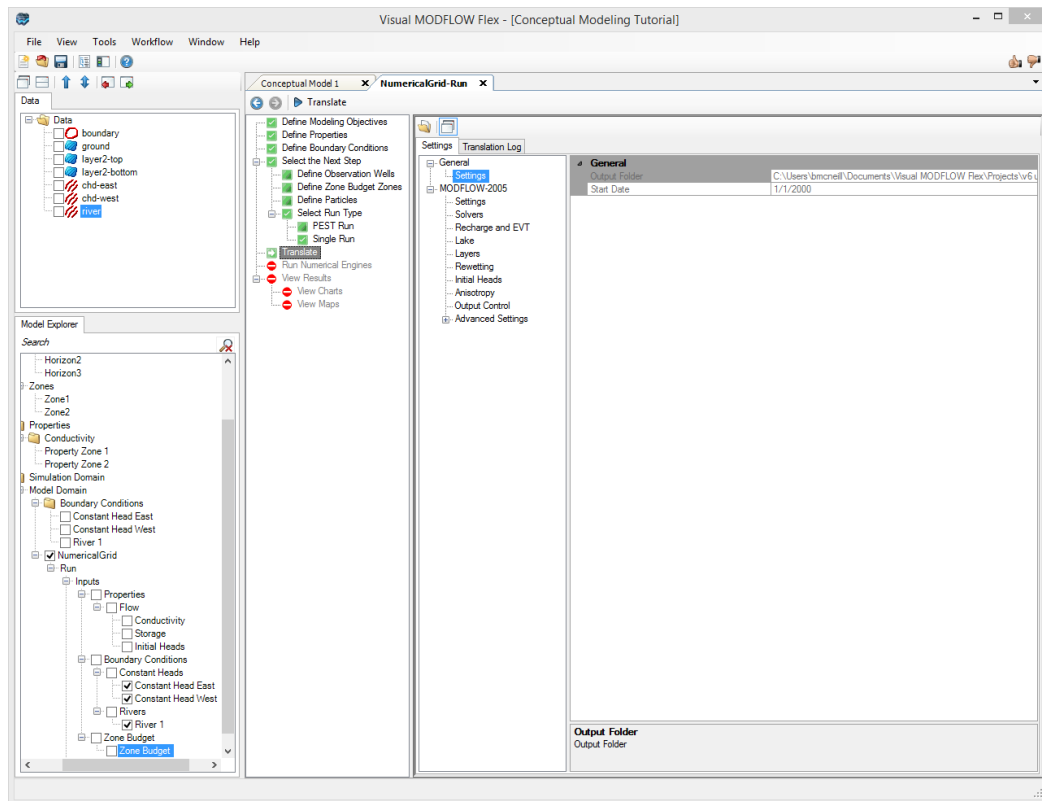 Visual MODFLOW Flex - [Conceptual Modeling Tutorial]
File View Tools Workflow Window Help
Data
Data
boundary
ground
layer2-top
layer2-bottom
chd-east
chd-west
river
Model Explorer
Search
Horizon2
Horizon3
Zones
Zone1
Zone2
Properties
Conductivity
Property Zone 1
Property Zone 2
Simulation Domain
Model Domain
Boundary Conditions
Constant Head East
Constant Head West
River 1
NumericalGrid
Run
Inputs
Properties
Flow
Conductivity
Storage
Initial Heads
Boundary Conditions
Constant Heads
Constant Head East
Constant Head West
Rivers
River 1
Zone Budget
Zone Budget
Conceptual Model 1 X NumericalGrid-Run X
Translate
Define Modeling Objectives
Define Properties
Define Boundary Conditions
Select the Next Step
Define Observation Wells
Define Zone Budget Zones
Define Particles
Select Run Type
PEST Run
Single Run
Translate
Run Numerical Engines
View Results
View Charts
View Maps
Settings Translation Log
General
Settings
MODFLOW-2005
Settings
Solvers
Recharge and EVT
Lake
Layers
Rewetting
Initial Heads
Anisotropy
Output Control
Advanced Settings
General
Output Folder C:\Users\bmcneill\Documents\Visual MODFLOW Flex\Projects\v6 u
Start Date 1/1/2000
Output Folder
Output Folder